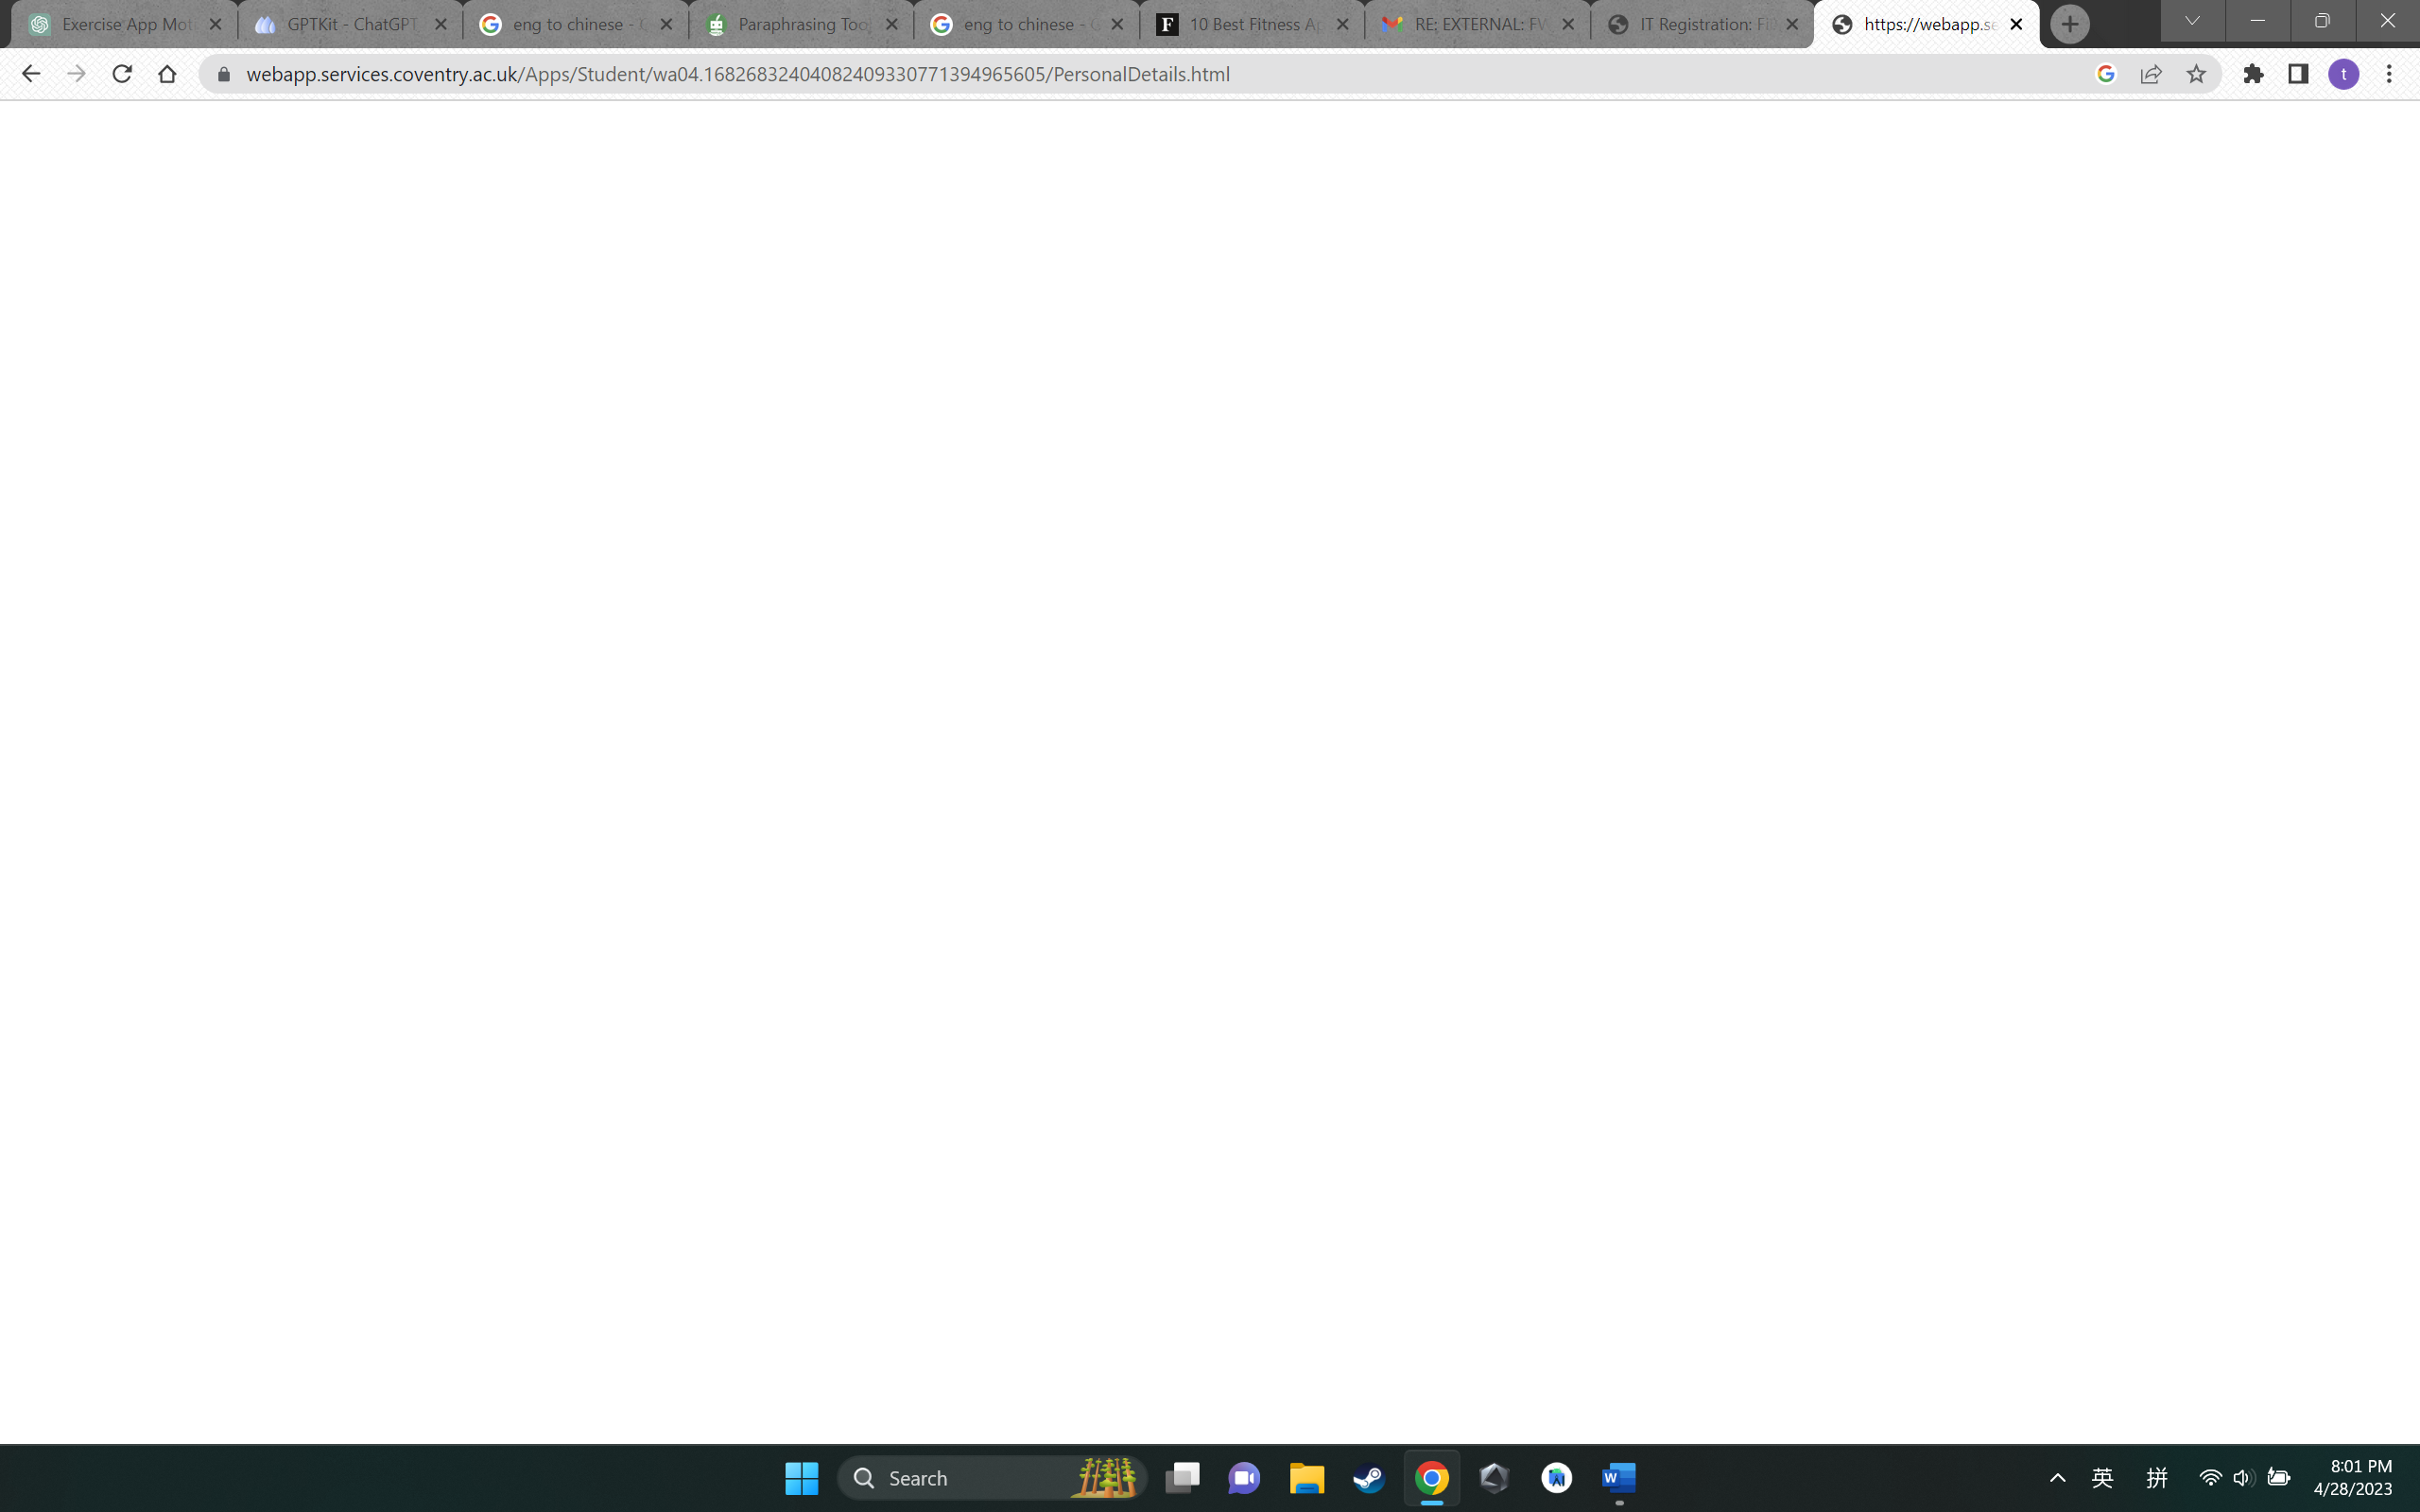 Exercise App Mot
GPTKit - ChatGPT
eng to chinese -
Paraphrasing Too
eng to chinese -
F
10 Best Fitness A
RE: EXTERNAL: FW
IT Registration: Fi
https://webapp.se
webapp.services.coventry.ac.uk/Apps/Student/wa04.16826832404082409330771394965605/PersonalDetails.html
t
Search
W
英
拼
8:01 PM
4/28/2023